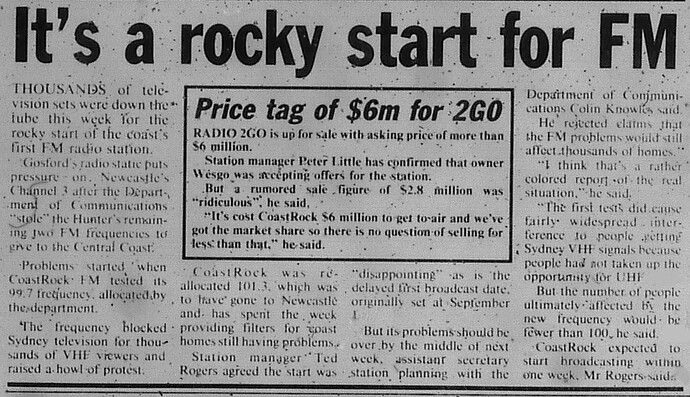 It's a rocky start for FM
THOUSANDS of tele-
vision sets were down the
tube this week for the
rocky start of the coast's
first FM radio station.
Gosford's radio static puts
pressure on Newcastle's
Channel 3 after the Depart-
ment of Communications
"stole" the Hunter's remain-
ing two FM frequencies to
give to the Central Coast.
Problems started when
CoastRock FM tested its
99.7 frequency, allocated by
the department.
The frequency blocked
Sydney television for thou-
sands of VHF viewers and
raised a howl of protest.
Price tag of $6m for 2GO
RADIO 2GO is up for sale with asking price of more than
$6 million.
Station manager Peter Little has confirmed that owner
Wesgo was accepting offers for the station.
But a rumored sale figure of $2.8 million was
"ridiculous", he said.
"It's cost CoastRock $6 million to get to air and we've
got the market share so there is no question of selling for
less than that," he said.
CoastRock was re-
allocated 101.3, which was
to have gone to Newcastle
and has spent the week
providing filters for coast
homes still having problems.
Station manager Ted
Rogers agreed the start was
"disappointing" as is the
delayed first broadcast date,
originally set at September
1.
But its problems should be
over by the middle of next
week, assistant secretary
station planning with the
Department of Communi-
cations Colin Knowles said.
He rejected claims that
the FM problems would still
affect thousands of homes.
"I think that's a rather
colored report of the real
situation," he said.
"The first tests did cause
fairly widespread inter-
ference to people getting
Sydney VHF signals because
people had not taken up the
opportunity for UHF.
But the number of people
ultimately affected by the
new frequency would be
fewer than 100, he said.
CoastRock expected to
start broadcasting within
one week, Mr Rogers said.